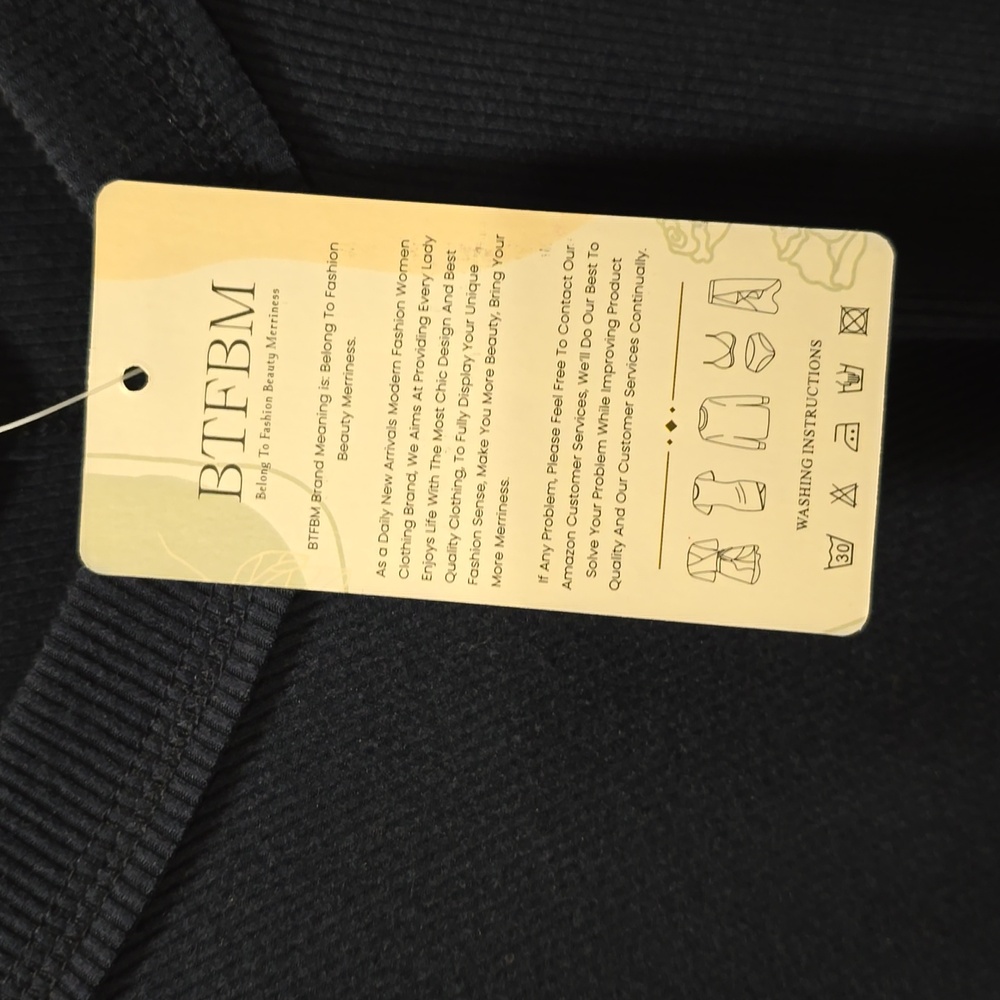 BTFBM
Belong To Fashion Beauty Merriness
BTFBM Brand Meaning is: Belong To Fashion
Beauty Merriness.
As a Daily New Arrivals Modern Fashion Women
Clothing Brand, We Aims At Providing Every Lady
Enjoys Life With The Most Chic Design And Best
Quality Clothing, To Fully Display Your Unique
Fashion Sense, Make You More Beauty, Bring Your
More Merriness.
If Any Problem, Please Feel Free To Contact Our
Amazon Customer Services, We'll Do Our Best To
Solve Your Problem While Improving Product
Quality And Our Customer Services Continually.
WASHING INSTRUCTIONS
30